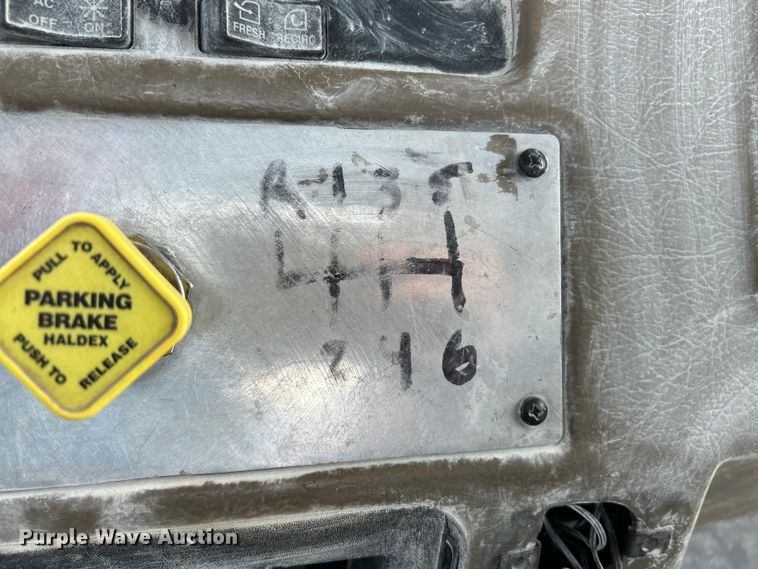 AC
OFF ON
FRESH RECIRC
R 1 3 5
2 4 6
PULL TO APPLY
PARKING
BRAKE
HALDEX
PUSH TO RELEASE
Purple Wave Auction